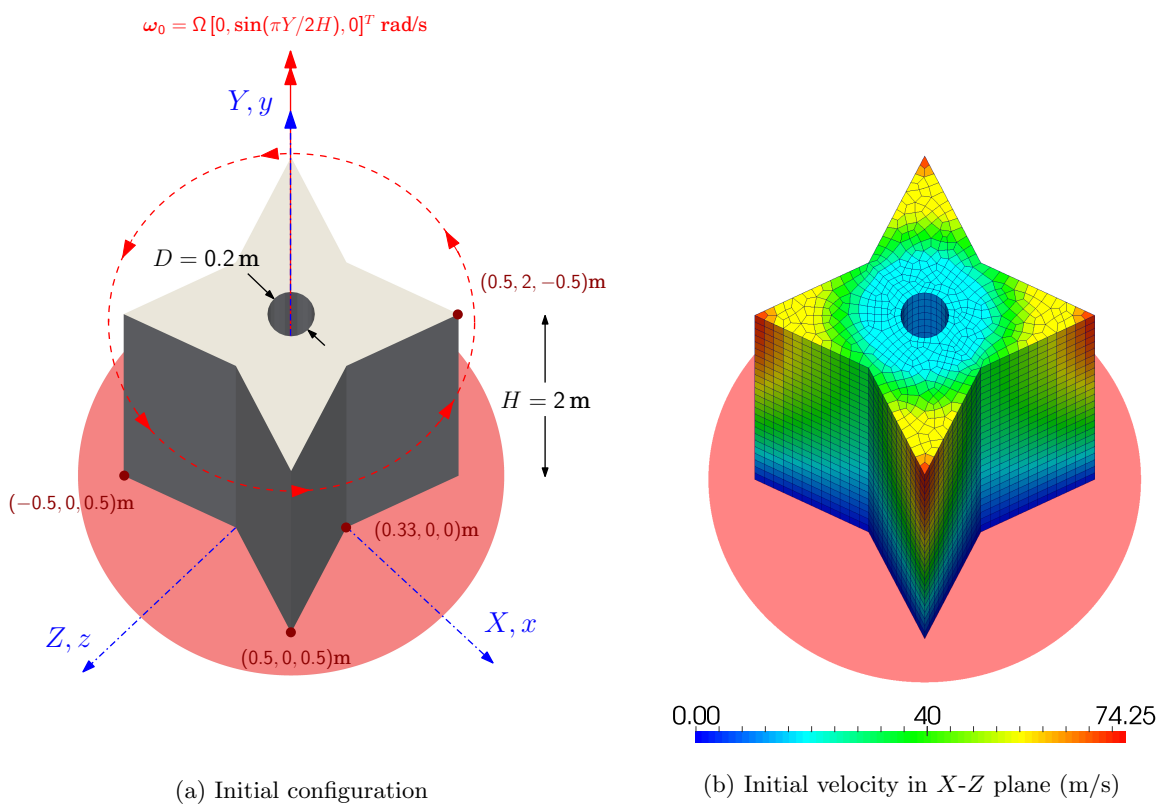 ω₀ = Ω [0, sin(πY/2H), 0]ᵀ rad/s
Y, y
D = 0.2 m
(0.5, 2, −0.5)m
H = 2 m
(−0.5, 0, 0.5)m
(0.33, 0, 0)m
Z, z
X, x
(0.5, 0, 0.5)m
(a) Initial configuration
0.00 40 74.25
(b) Initial velocity in X-Z plane (m/s)